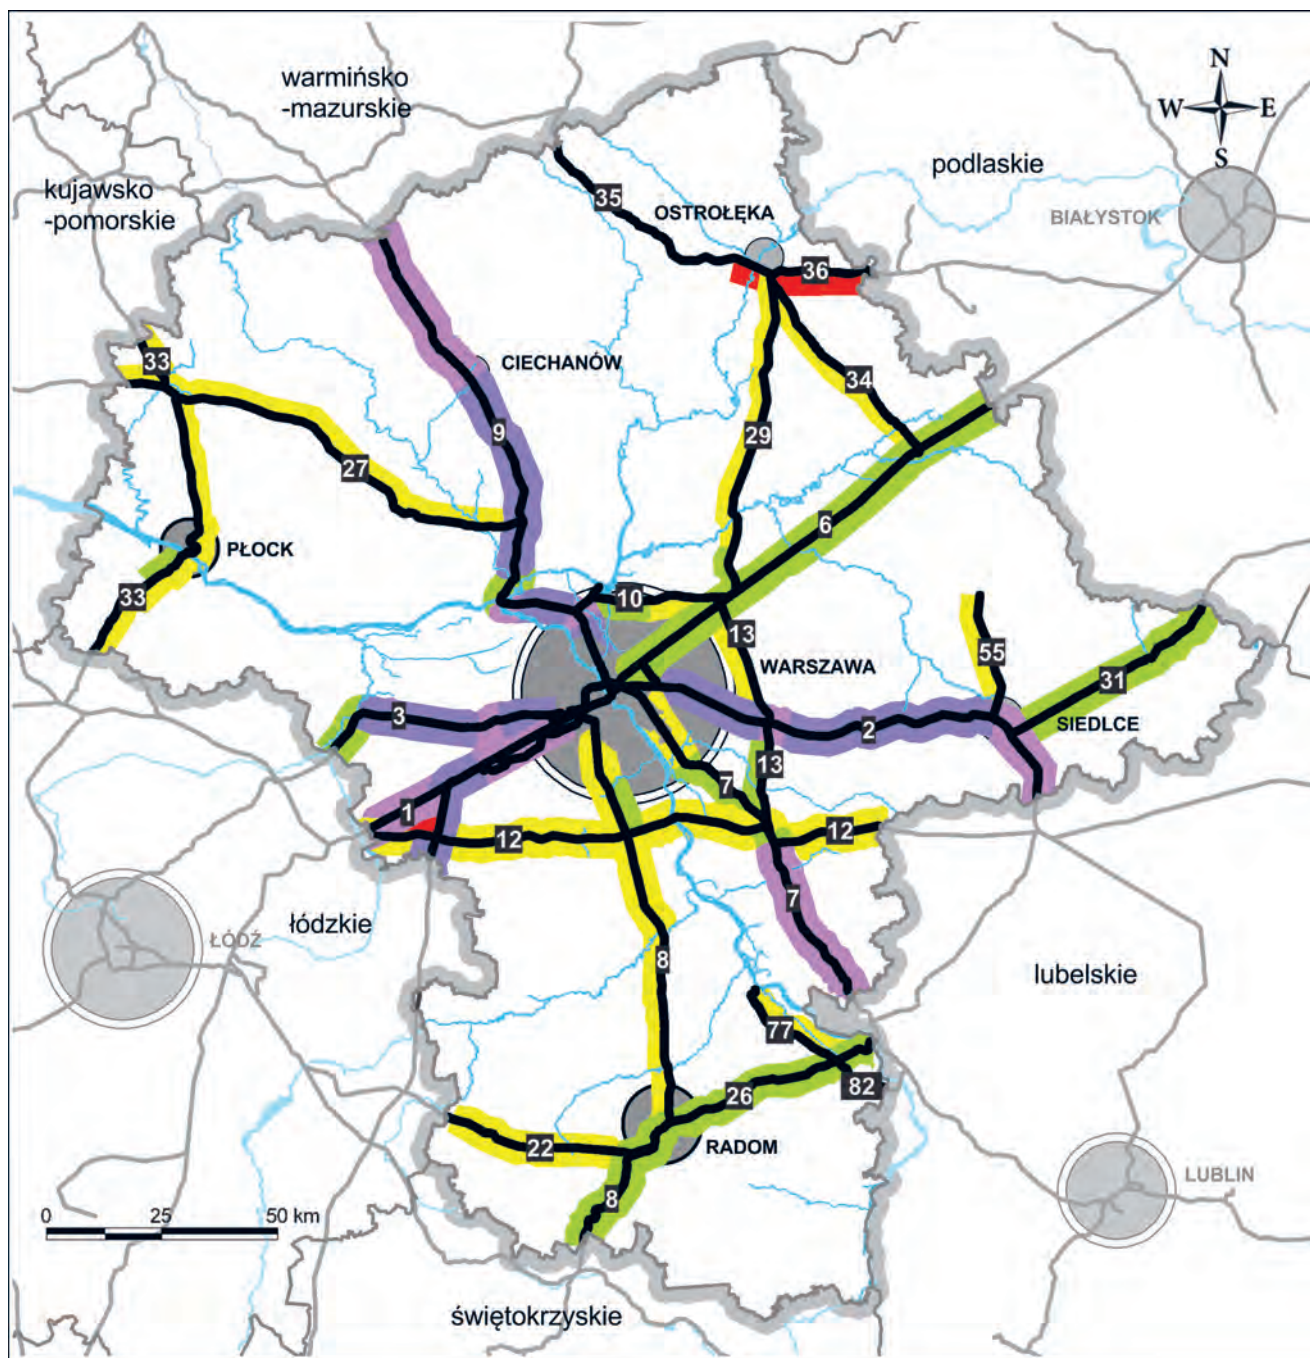 N
W E
S
warmińsko
-mazurskie
podlaskie
kujawsko
-pomorskie
35
OSTROŁĘKA
BIAŁYSTOK
36
33
CIECHANÓW
34
9
29
27
6
PŁOCK
33
10
13
WARSZAWA
55
31
3
2
SIEDLCE
13
7
1
12
12
7
łódzkie
ŁÓDŹ
8
lubelskie
77
82
26
22
RADOM
LUBLIN
8
0 25 50 km
świętokrzyskie